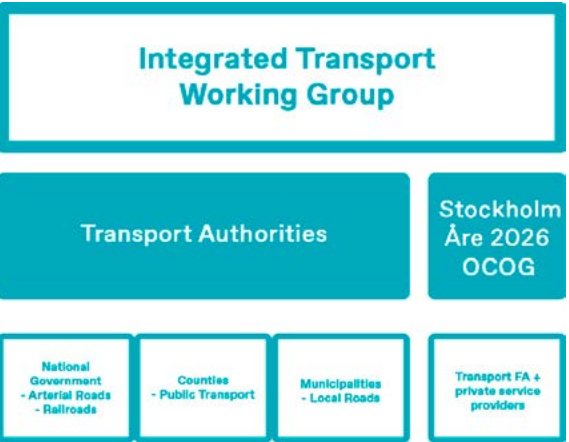 Integrated Transport
Working Group
Transport Authorities
Stockholm
Åre 2026
OCOG
National
Government
- Arterial Roads
- Railroads
Counties
- Public Transport
Municipalities
- Local Roads
Transport FA +
private service
providers